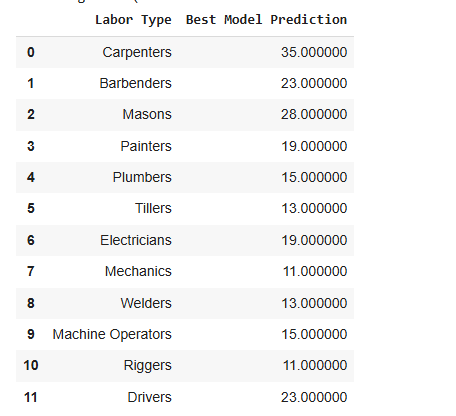 Labor Type Best Model Prediction
0 Carpenters 35.000000
1 Barbenders 23.000000
2 Masons 28.000000
3 Painters 19.000000
4 Plumbers 15.000000
5 Tillers 13.000000
6 Electricians 19.000000
7 Mechanics 11.000000
8 Welders 13.000000
9 Machine Operators 15.000000
10 Riggers 11.000000
11 Drivers 23.000000